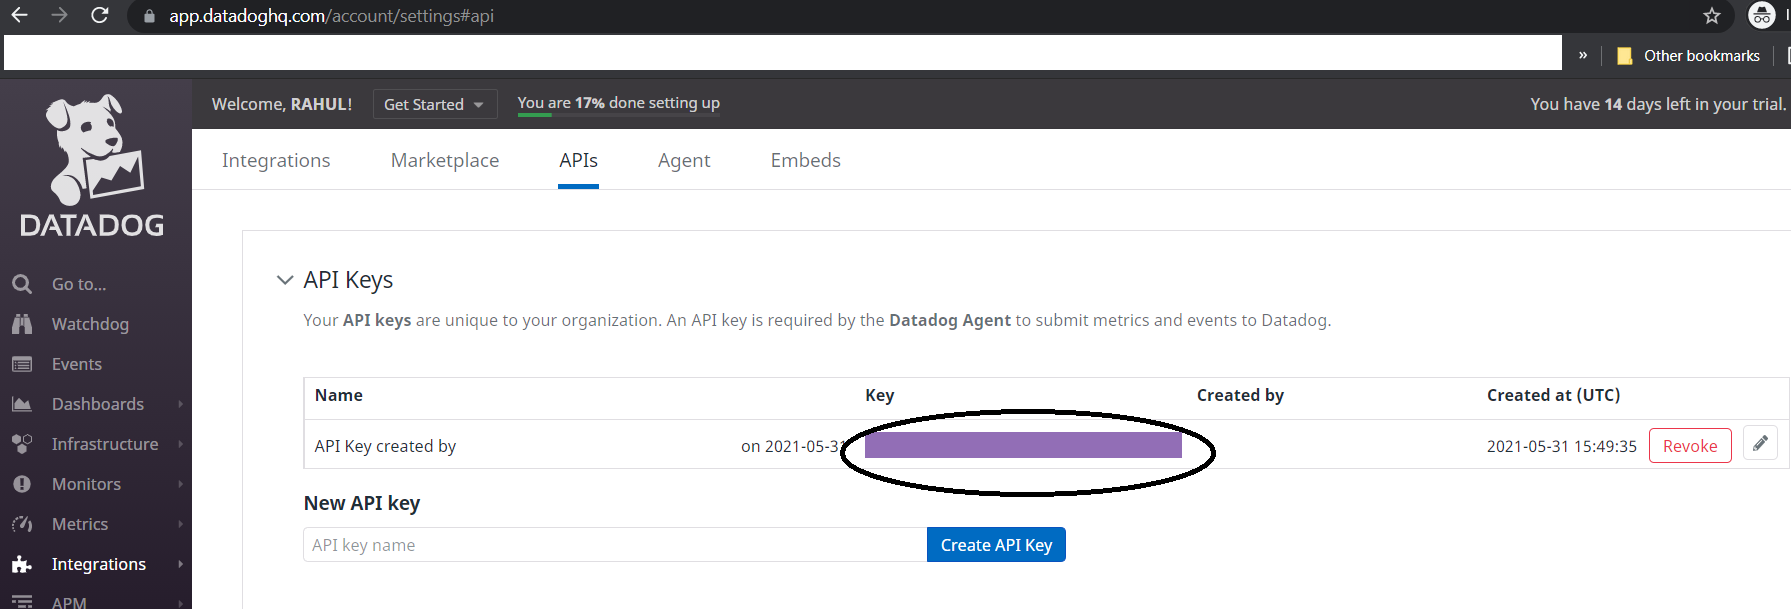 app.datadoghq.com/account/settings#api
» Other bookmarks
Welcome, RAHUL! Get Started You are 17% done setting up You have 14 days left in your trial.
DATADOG
Integrations Marketplace APIs Agent Embeds
Go to...
Watchdog
Events
Dashboards
Infrastructure
Monitors
Metrics
Integrations
APM
API Keys
Your API keys are unique to your organization. An API key is required by the Datadog Agent to submit metrics and events to Datadog.
Name Key Created by Created at (UTC)
API Key created by on 2021-05-31 2021-05-31 15:49:35 Revoke
New API key
API key name Create API Key